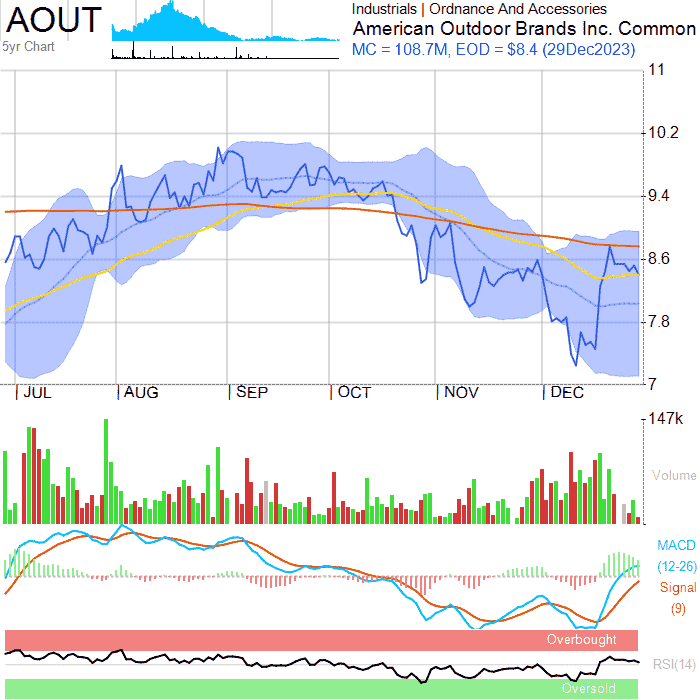 AOUT
5yr Chart
Industrials | Ordnance And Accessories
American Outdoor Brands Inc. Common
MC = 108.7M, EOD = $8.4 (29Dec2023)
11
10.2
9.4
8.6
7.8
7
JUL AUG SEP OCT NOV DEC
147k
Volume
MACD
(12-26)
Signal
(9)
Overbought
RSI(14)
Oversold